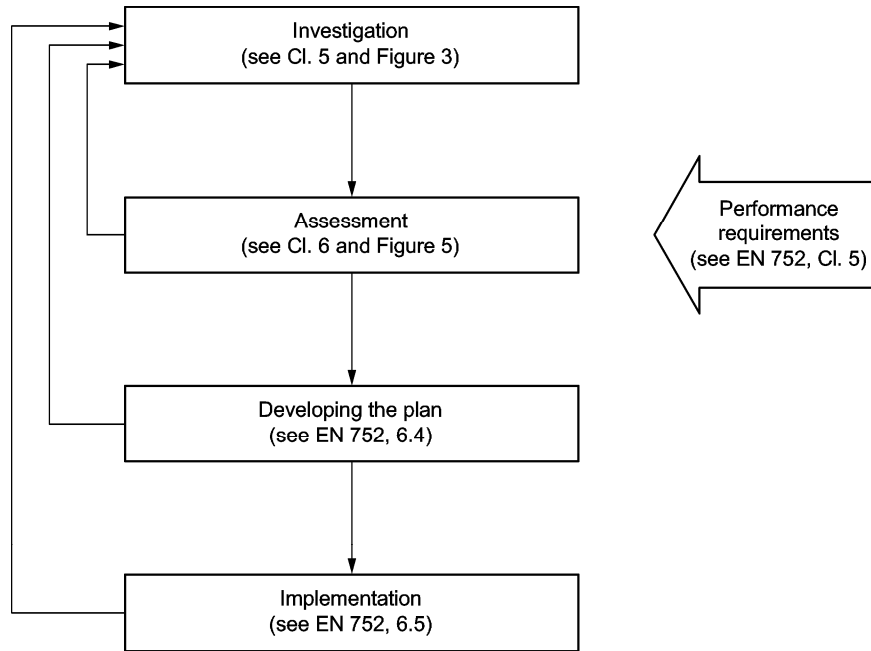 Investigation
(see Cl. 5 and Figure 3)
Assessment
(see Cl. 6 and Figure 5)
Performance
requirements
(see EN 752, Cl. 5)
Developing the plan
(see EN 752, 6.4)
Implementation
(see EN 752, 6.5)